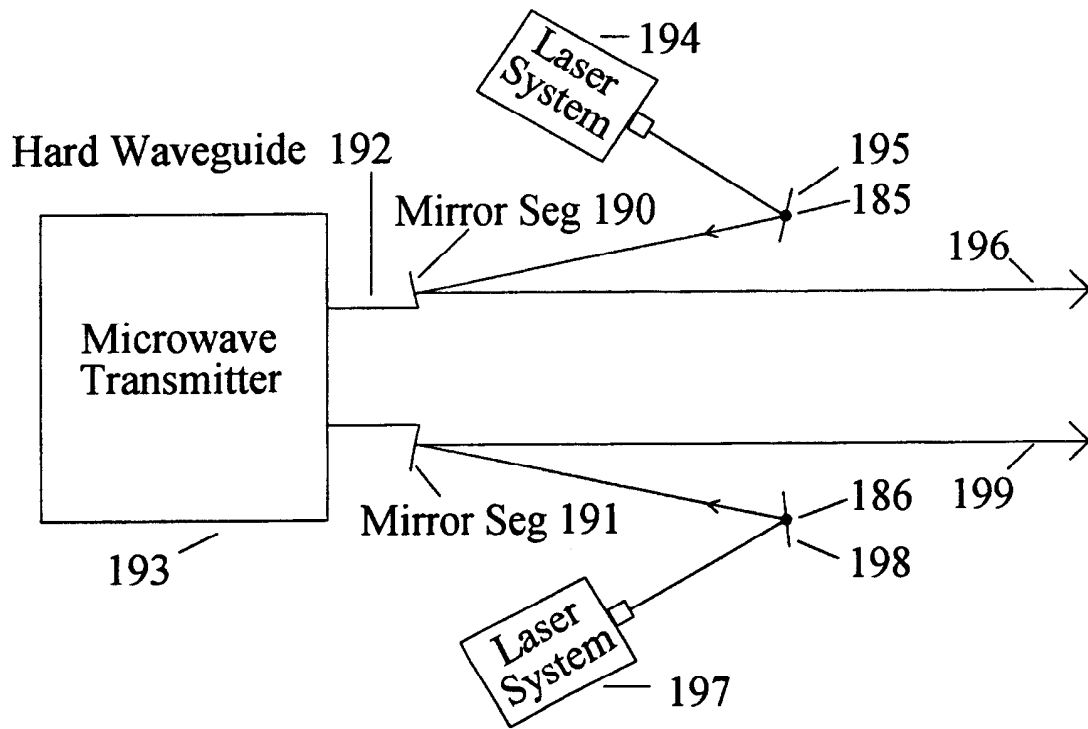 Laser
System
194
Hard Waveguide 192
195
185
Mirror Seg 190
196
Microwave
Transmitter
199
186
Mirror Seg 191
198
193
Laser
System
197